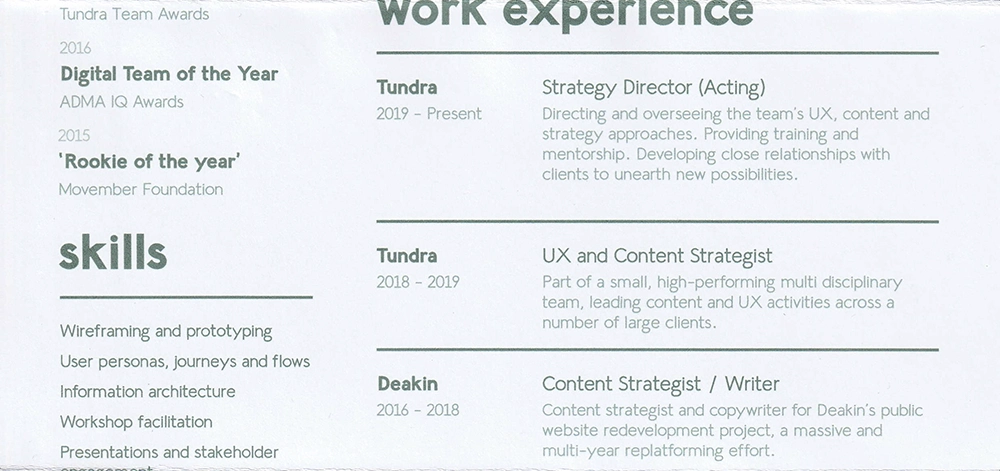 Tundra Team Awards
2016
Digital Team of the Year
ADMA IQ Awards
2015
'Rookie of the year'
Movember Foundation
skills
Wireframing and prototyping
User personas, journeys and flows
Information architecture
Workshop facilitation
Presentations and stakeholder
engagement
work experience
Tundra
2019 - Present
Strategy Director (Acting)
Directing and overseeing the team's UX, content and
strategy approaches. Providing training and
mentorship. Developing close relationships with
clients to unearth new possibilities.
Tundra
2018 - 2019
UX and Content Strategist
Part of a small, high-performing multi disciplinary
team, leading content and UX activities across a
number of large clients.
Deakin
2016 - 2018
Content Strategist / Writer
Content strategist and copywriter for Deakin's public
website redevelopment project, a massive and
multi-year replatforming effort.